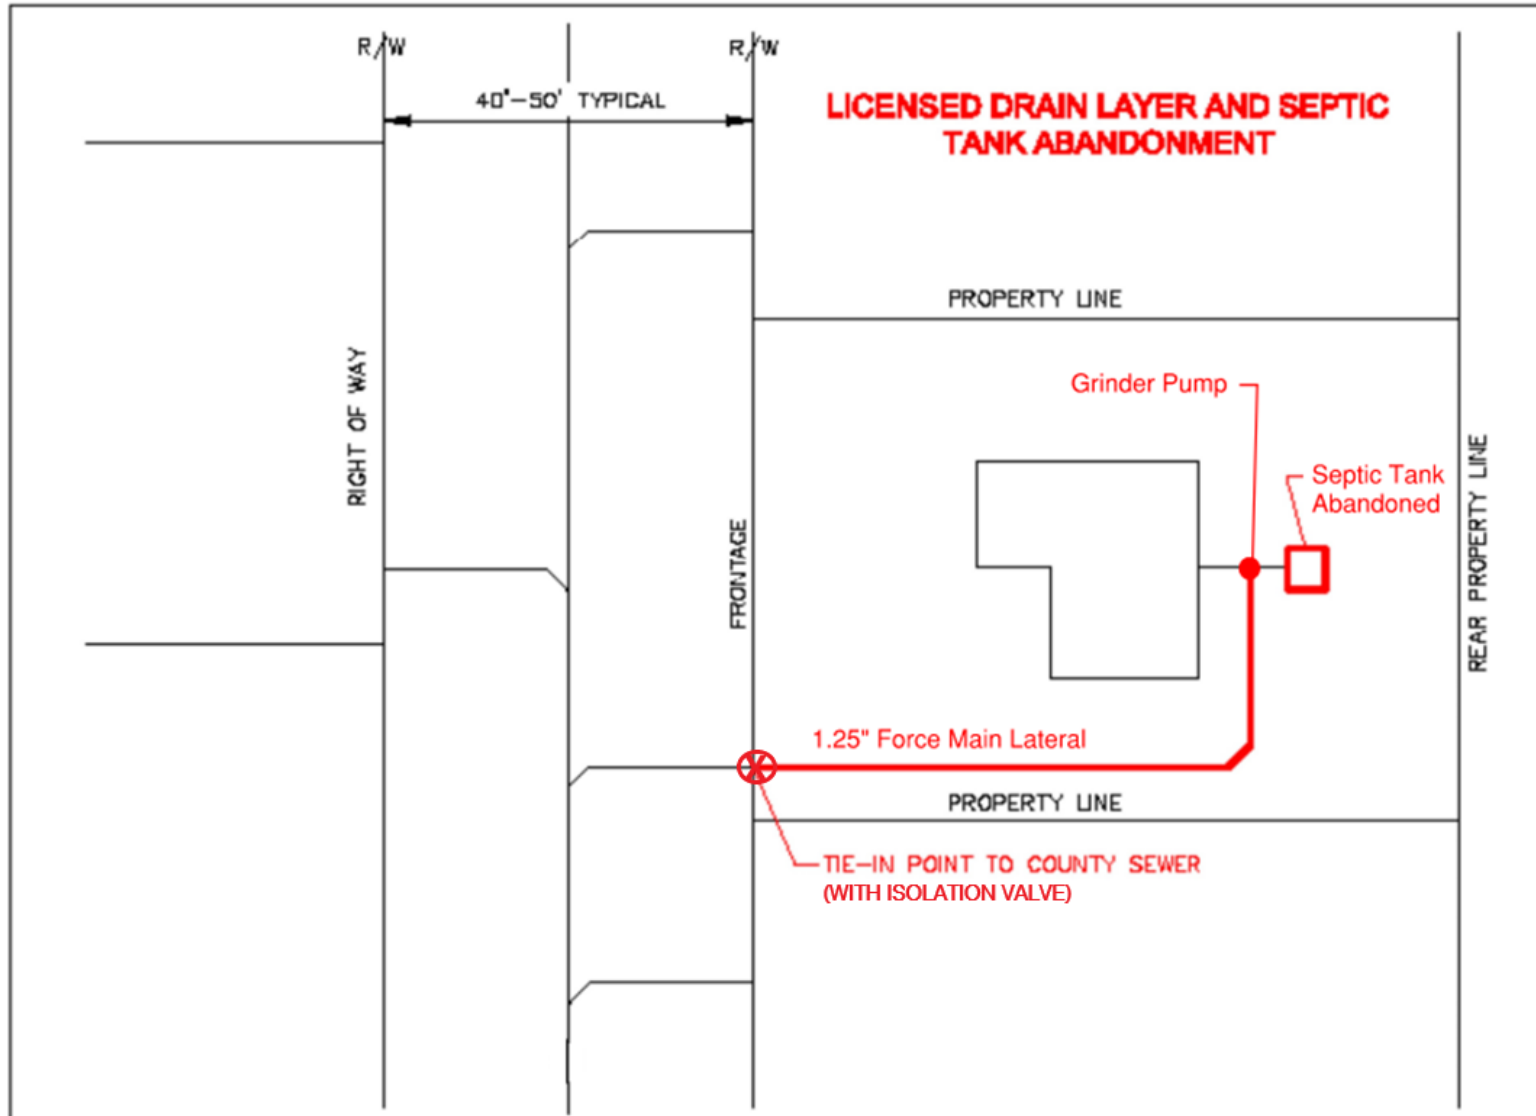 R/W
R/W
40'-50' TYPICAL
LICENSED DRAIN LAYER AND SEPTIC
TANK ABANDONMENT
PROPERTY LINE
RIGHT OF WAY
Grinder Pump
Septic Tank
Abandoned
FRONTAGE
REAR PROPERTY LINE
1.25" Force Main Lateral
PROPERTY LINE
TIE-IN POINT TO COUNTY SEWER
(WITH ISOLATION VALVE)